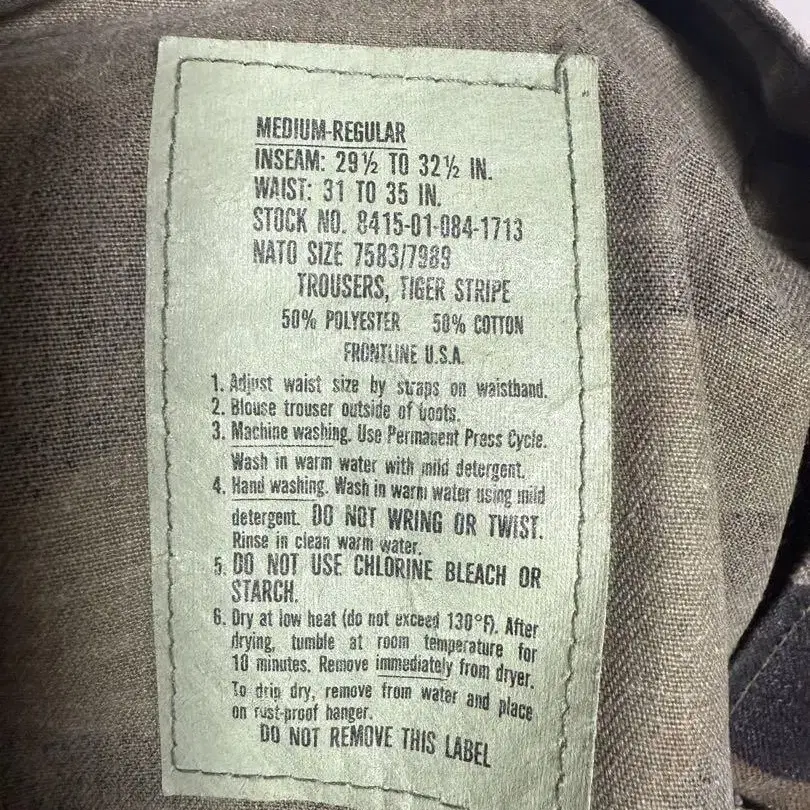 MEDIUM-REGULAR
INSEAM: 29½ TO 32½ IN.
WAIST: 31 TO 35 IN.
STOCK NO. 8415-01-084-1713
NATO SIZE 7583/7989
TROUSERS, TIGER STRIPE
50% POLYESTER 50% COTTON
FRONTLINE U.S.A.
1. Adjust waist size by straps on waistband.
2. Blouse trouser outside of boots.
3. Machine washing. Use Permanent Press Cycle.
Wash in warm water with mild detergent.
4. Hand washing. Wash in warm water using mild
detergent. DO NOT WRING OR TWIST.
Rinse in clean warm water.
5. DO NOT USE CHLORINE BLEACH OR
STARCH.
6. Dry at low heat (do not exceed 130°F). After
drying, tumble at room temperature for
10 minutes. Remove immediately from dryer.
To drip dry, remove from water and place
on rust-proof hanger.
DO NOT REMOVE THIS LABEL